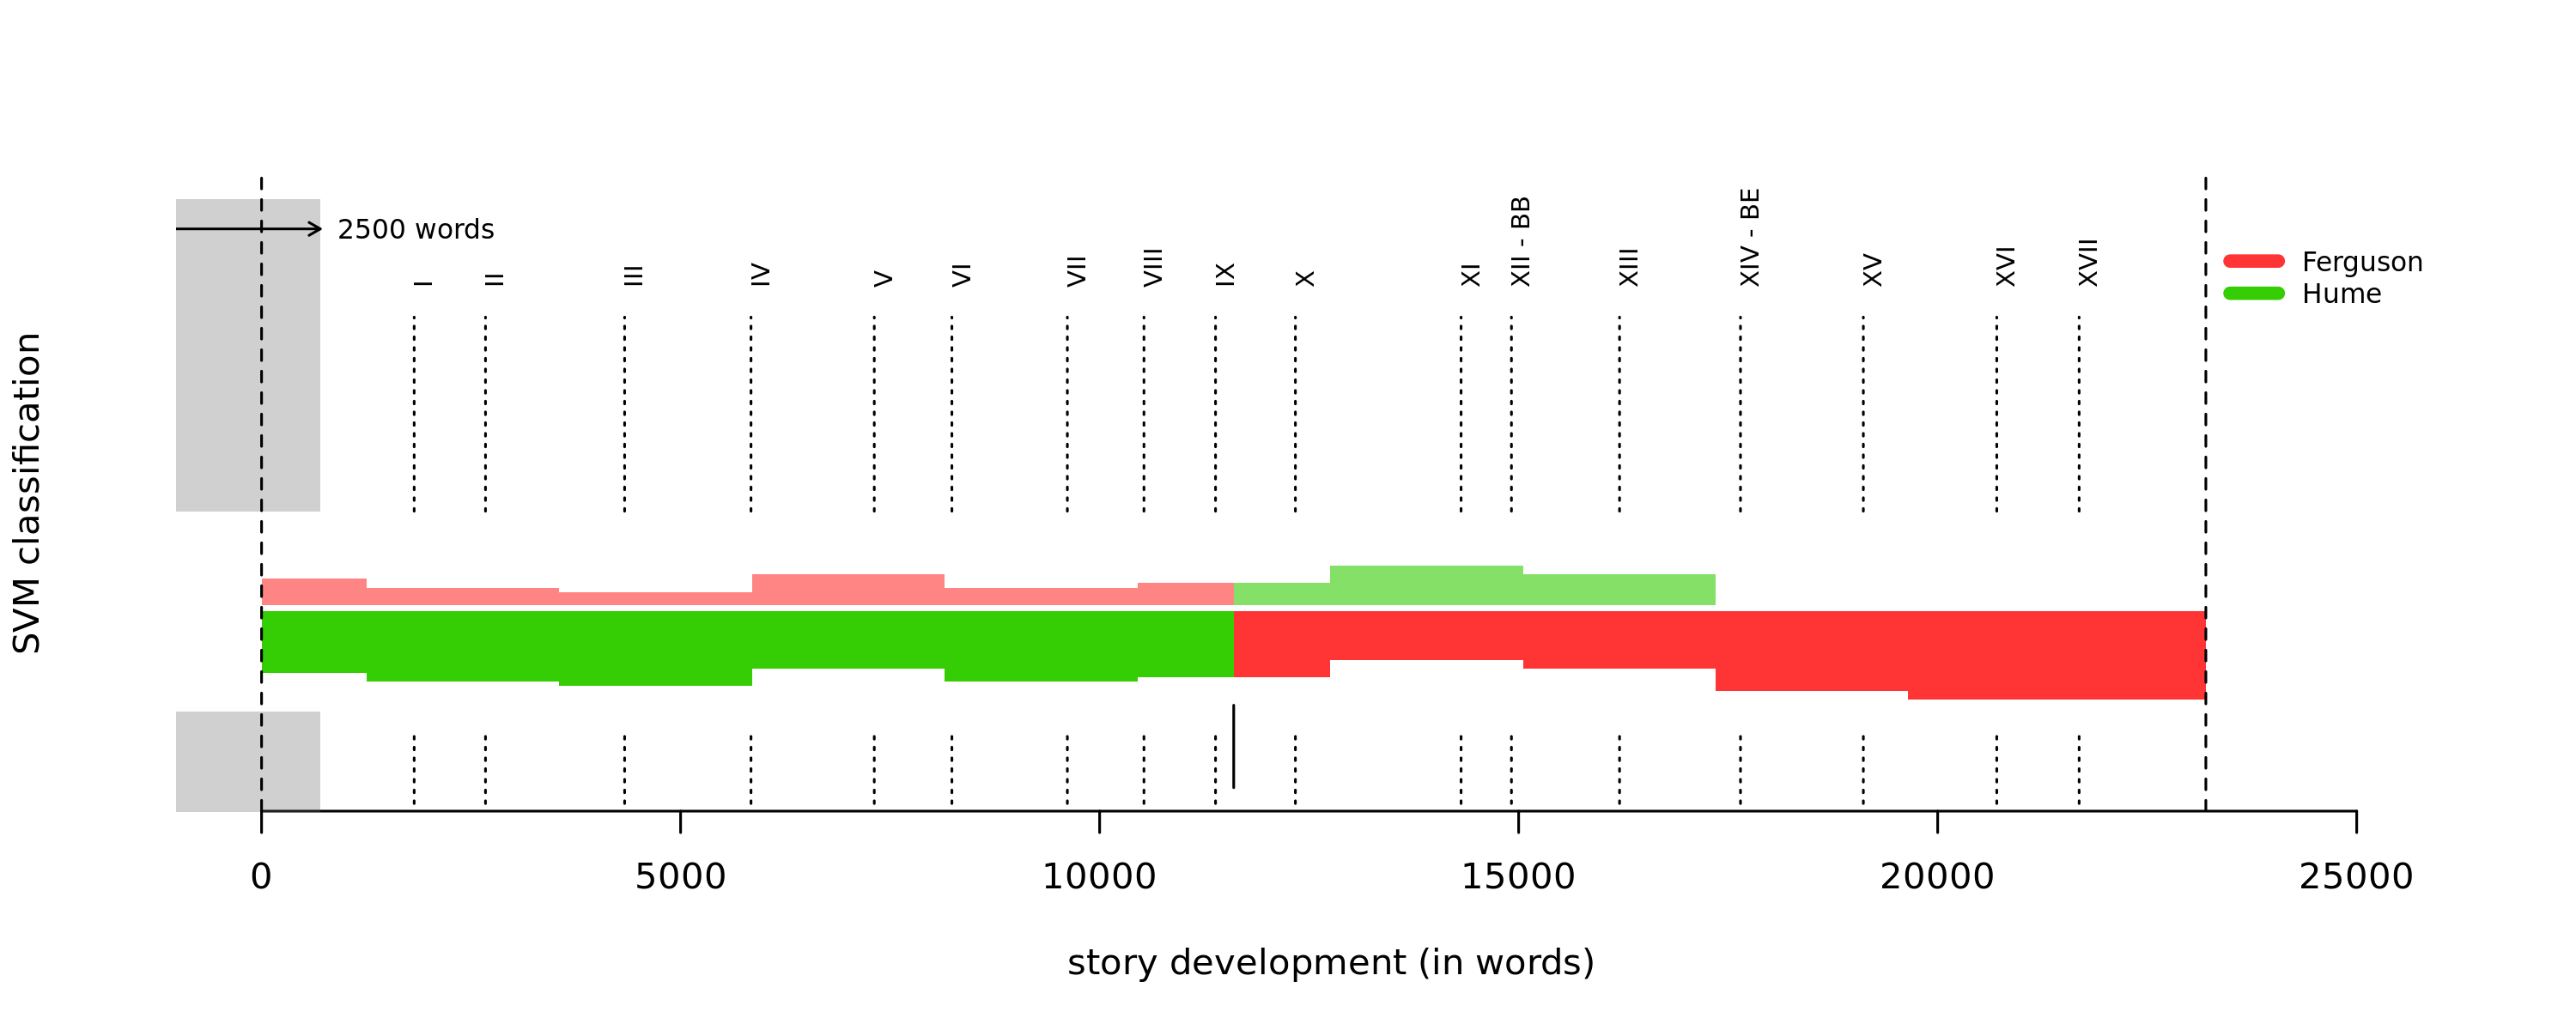 2500 words
I
II
III
IV
V
VI
VII
VIII
IX
X
XI
XII - BB
XIII
XIV - BE
XV
XVI
XVII
Ferguson
Hume
SVM classification
0
5000
10000
15000
20000
25000
story development (in words)